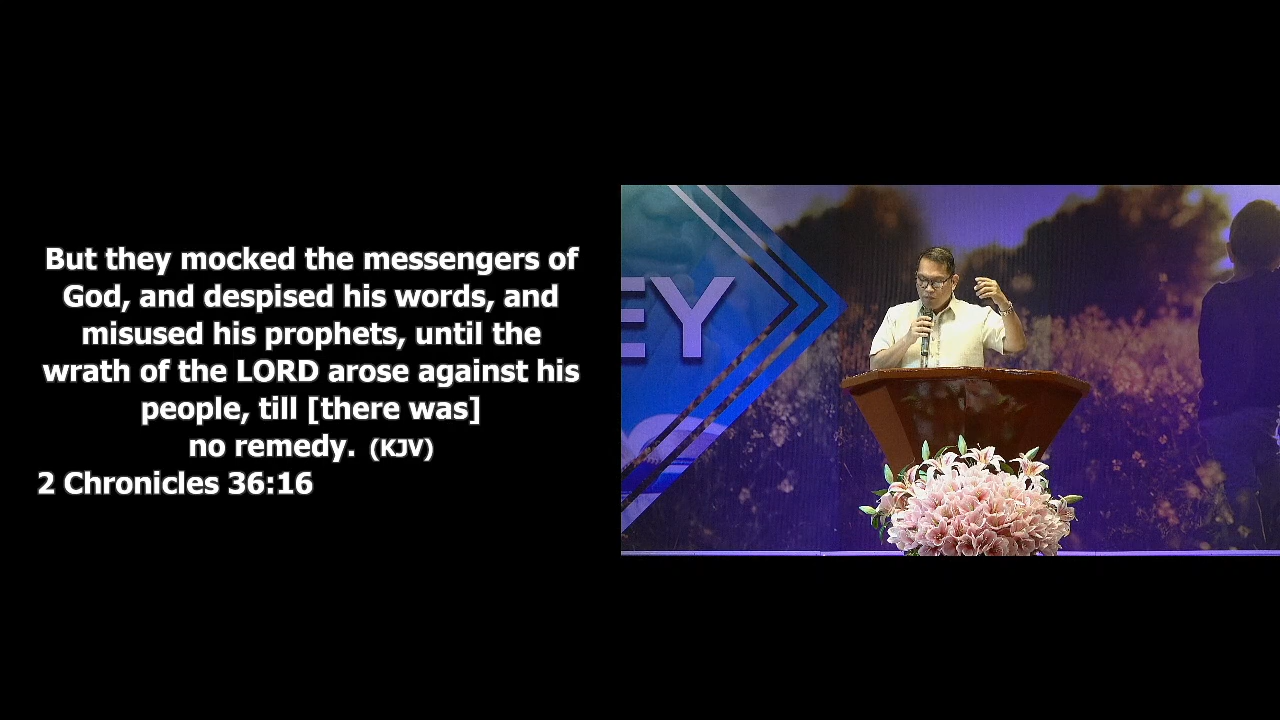 But they mocked the messengers of
God, and despised his words, and
misused his prophets, until the
wrath of the LORD arose against his
people, till [there was]
no remedy. (KJV)
2 Chronicles 36:16
EY